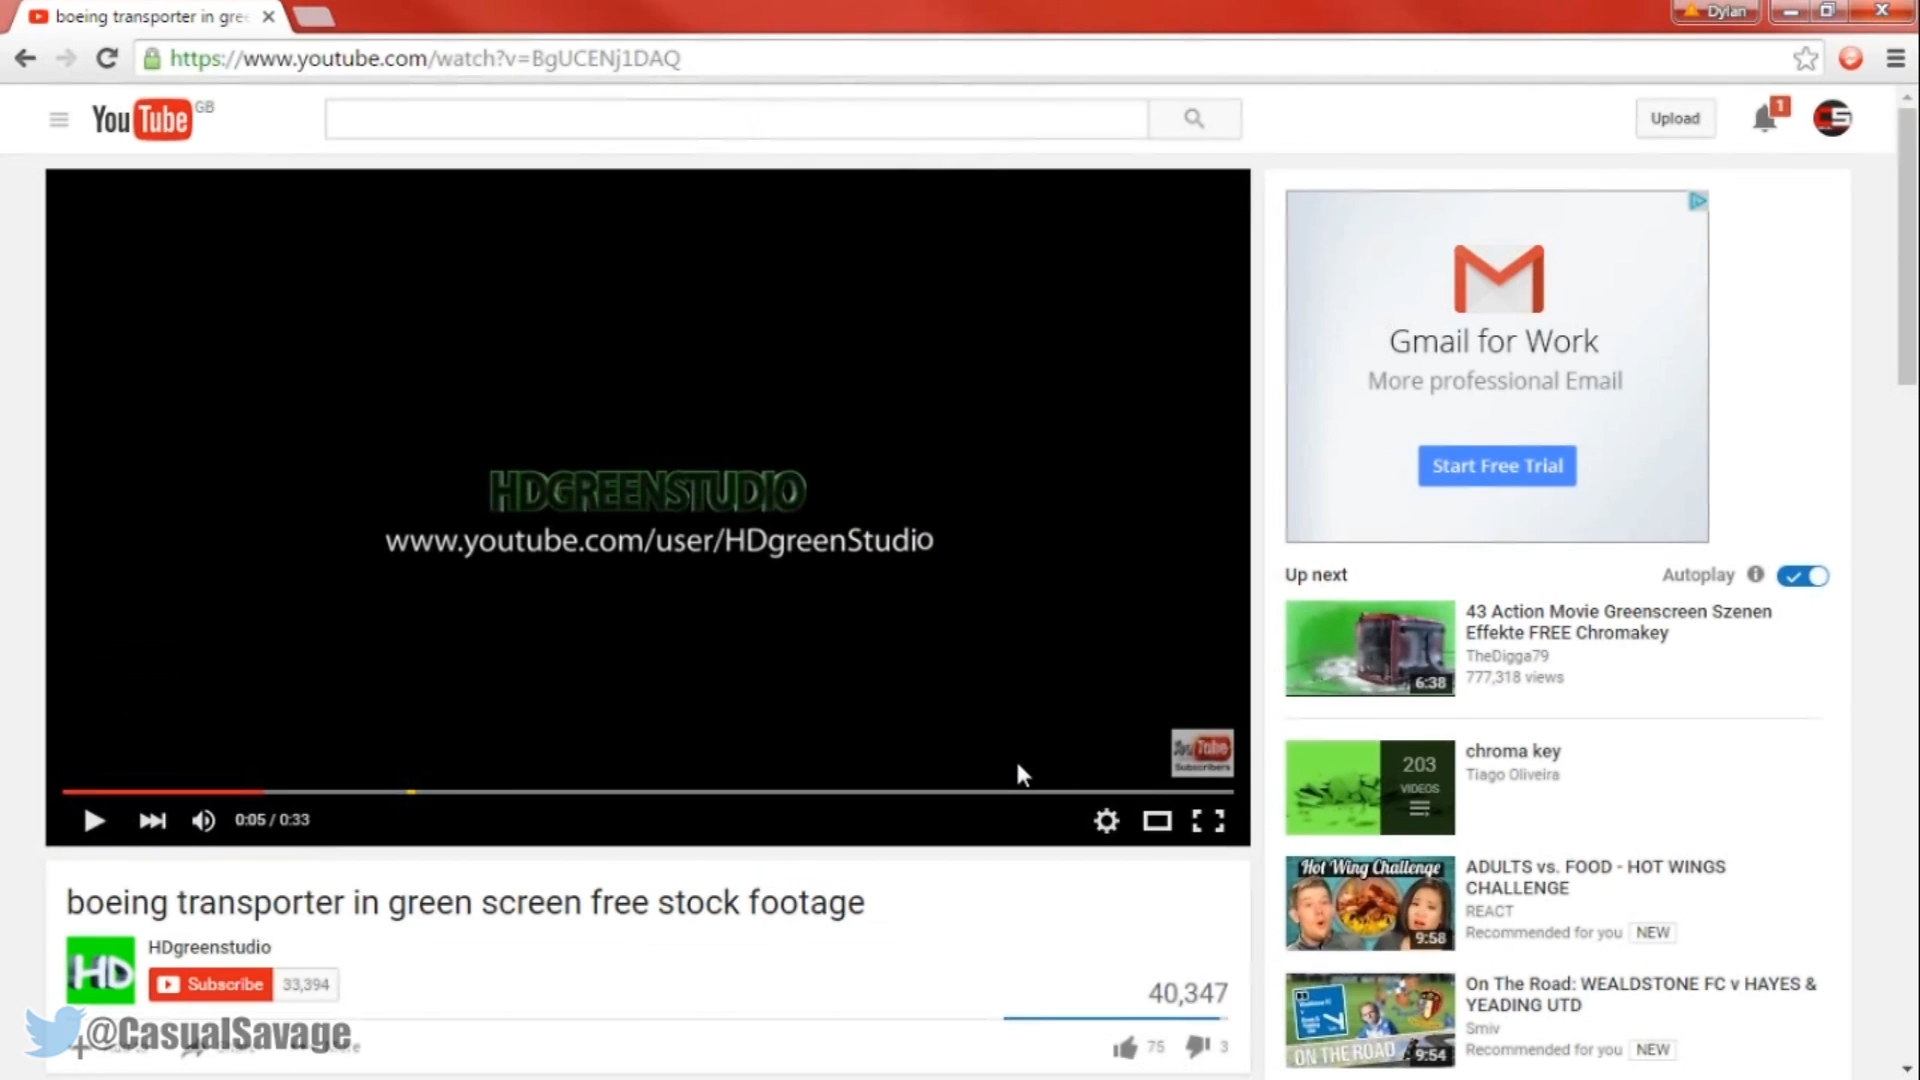 boeing transporter in gre
Dylan
https://www.youtube.com/watch?v=BgUCENj1DAQ
YouTube GB
Upload
1
HDGREENSTUDIO
www.youtube.com/user/HDgreenStudio
YouTube
Subscribers
0:05 / 0:33
boeing transporter in green screen free stock footage
HD
HDgreenstudio
Subscribe 33,394
40,347
@CasualSavage
75 3
Gmail for Work
More professional Email
Start Free Trial
Up next
Autoplay
43 Action Movie Greenscreen Szenen
Effekte FREE Chromakey
TheDigga79
777,318 views
6:38
chroma key
Tiago Oliveira
203
VIDEOS
Hot Wing Challenge
9:58
ADULTS vs. FOOD - HOT WINGS
CHALLENGE
REACT
Recommended for you NEW
ON THE ROAD
9:54
On The Road: WEALDSTONE FC v HAYES &
YEADING UTD
Smiv
Recommended for you NEW